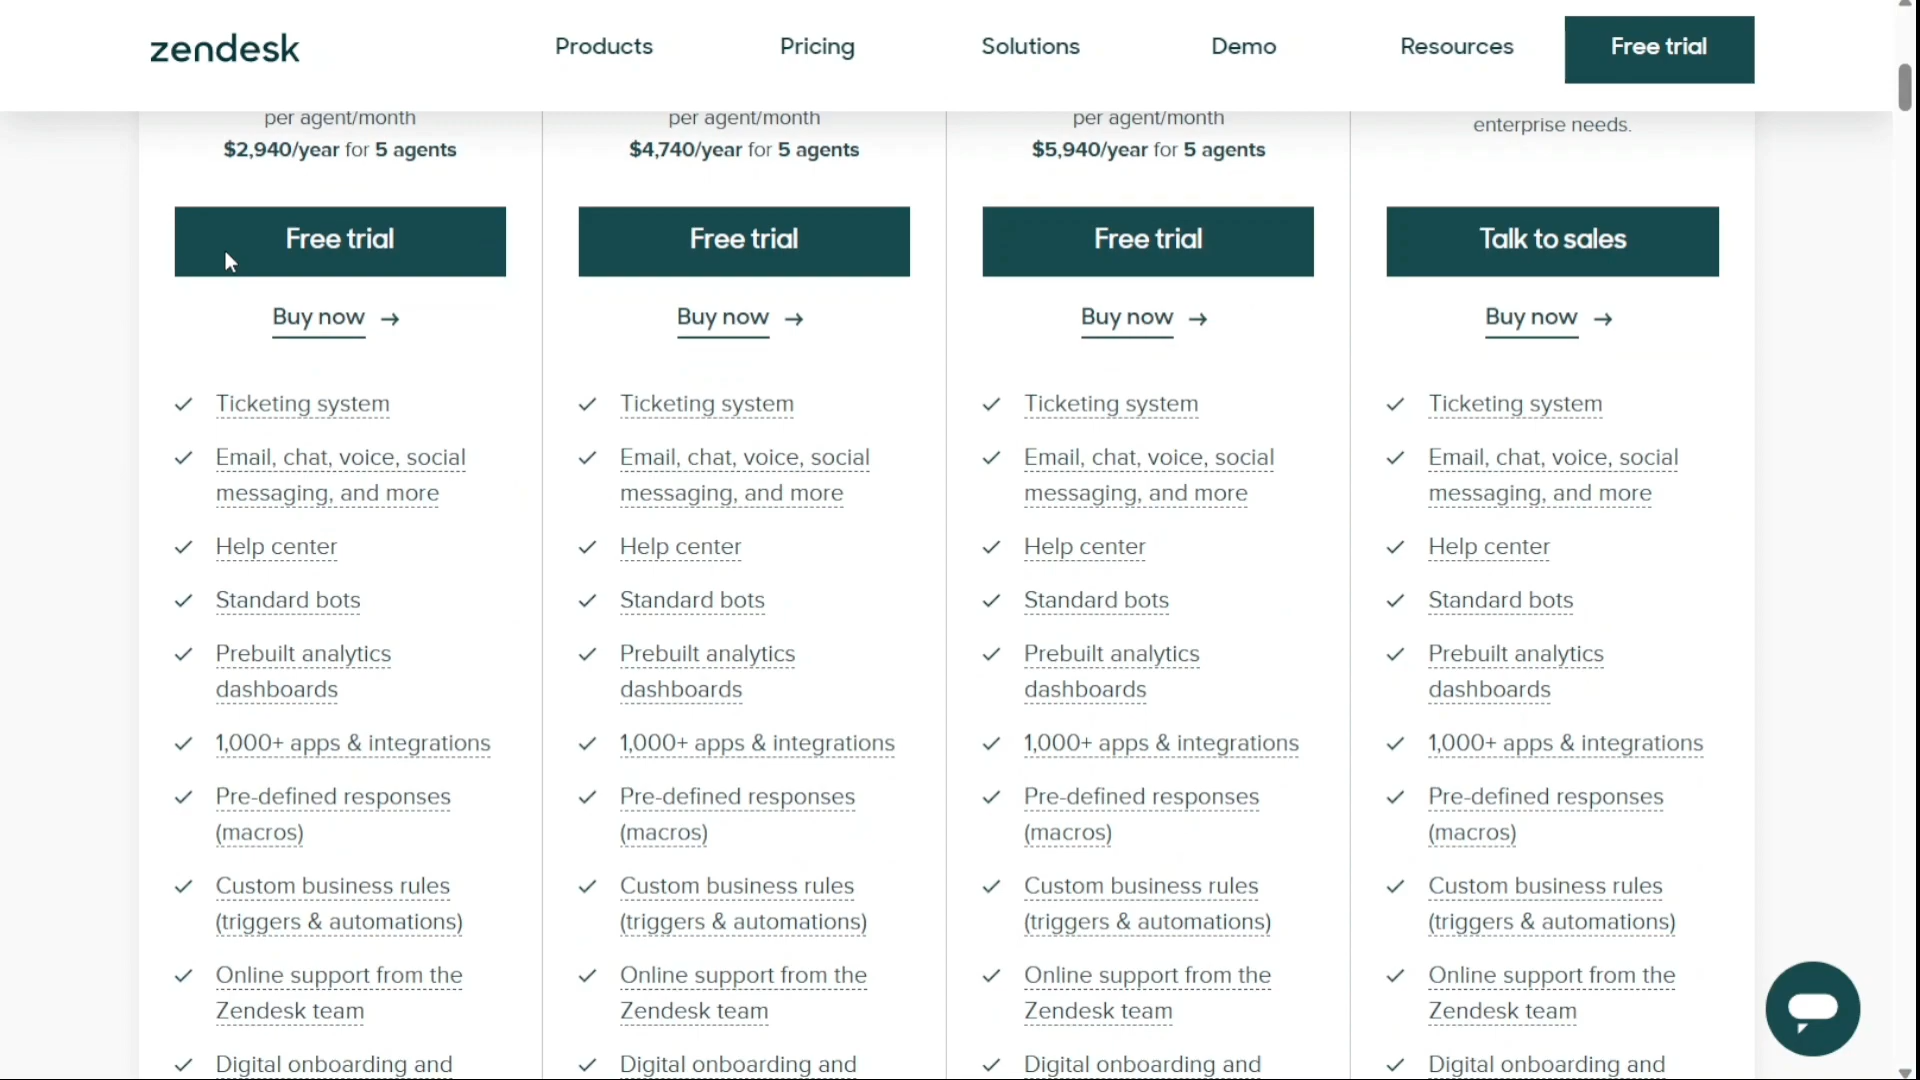 zendesk
Products
Pricing
Solutions
Demo
Resources
Free trial
per agent/month
$2,940/year for 5 agents
Free trial
Buy now →
Ticketing system
Email, chat, voice, social
messaging, and more
Help center
Standard bots
Prebuilt analytics
dashboards
1,000+ apps & integrations
Pre-defined responses
(macros)
Custom business rules
(triggers & automations)
Online support from the
Zendesk team
Digital onboarding and
per agent/month
$4,740/year for 5 agents
Free trial
Buy now →
Ticketing system
Email, chat, voice, social
messaging, and more
Help center
Standard bots
Prebuilt analytics
dashboards
1,000+ apps & integrations
Pre-defined responses
(macros)
Custom business rules
(triggers & automations)
Online support from the
Zendesk team
Digital onboarding and
per agent/month
$5,940/year for 5 agents
Free trial
Buy now →
Ticketing system
Email, chat, voice, social
messaging, and more
Help center
Standard bots
Prebuilt analytics
dashboards
1,000+ apps & integrations
Pre-defined responses
(macros)
Custom business rules
(triggers & automations)
Online support from the
Zendesk team
Digital onboarding and
enterprise needs.
Talk to sales
Buy now →
Ticketing system
Email, chat, voice, social
messaging, and more
Help center
Standard bots
Prebuilt analytics
dashboards
1,000+ apps & integrations
Pre-defined responses
(macros)
Custom business rules
(triggers & automations)
Online support from the
Zendesk team
Digital onboarding and